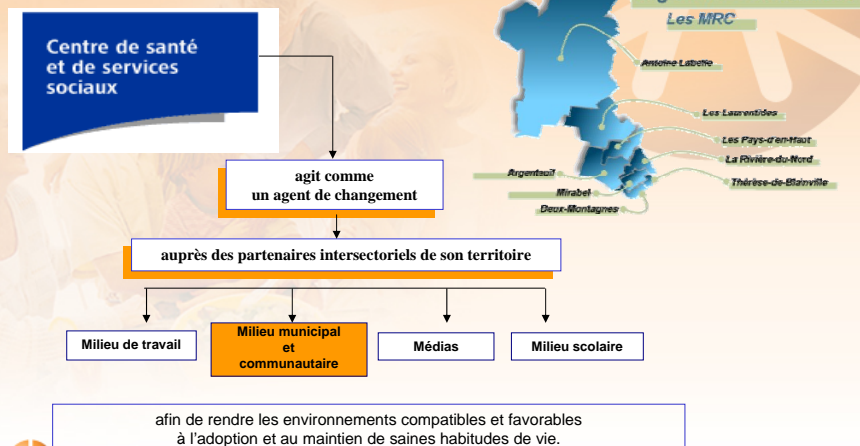 Centre de santé
et de services
sociaux
Les MRC
Antoine Labelle
Les Laurentides
Les Pays-d'en-Haut
La Rivière-du-Nord
Thérèse-de-Blainville
Argenteuil
Mirabel
Deux-Montagnes
agit comme
un agent de changement
auprès des partenaires intersectoriels de son territoire
Milieu de travail
Milieu municipal
et
communautaire
Médias
Milieu scolaire
afin de rendre les environnements compatibles et favorables
à l'adoption et au maintien de saines habitudes de vie.